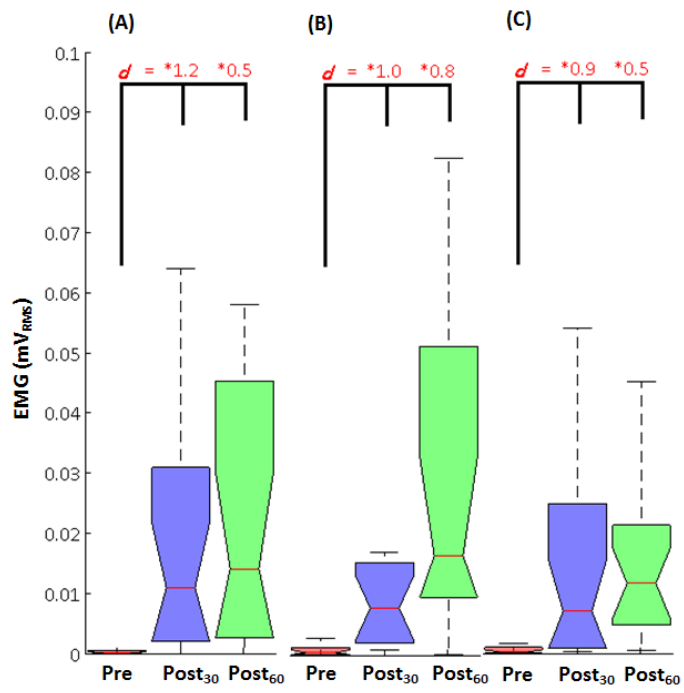 (A) (B) (C)
d = *1.2 *0.5
d = *1.0 *0.8
d = *0.9 *0.5
0.1
0.09
0.08
0.07
0.06
0.05
0.04
0.03
0.02
0.01
0
EMG (mVRMS)
Pre Post30 Post60 Pre Post30 Post60 Pre Post30 Post60